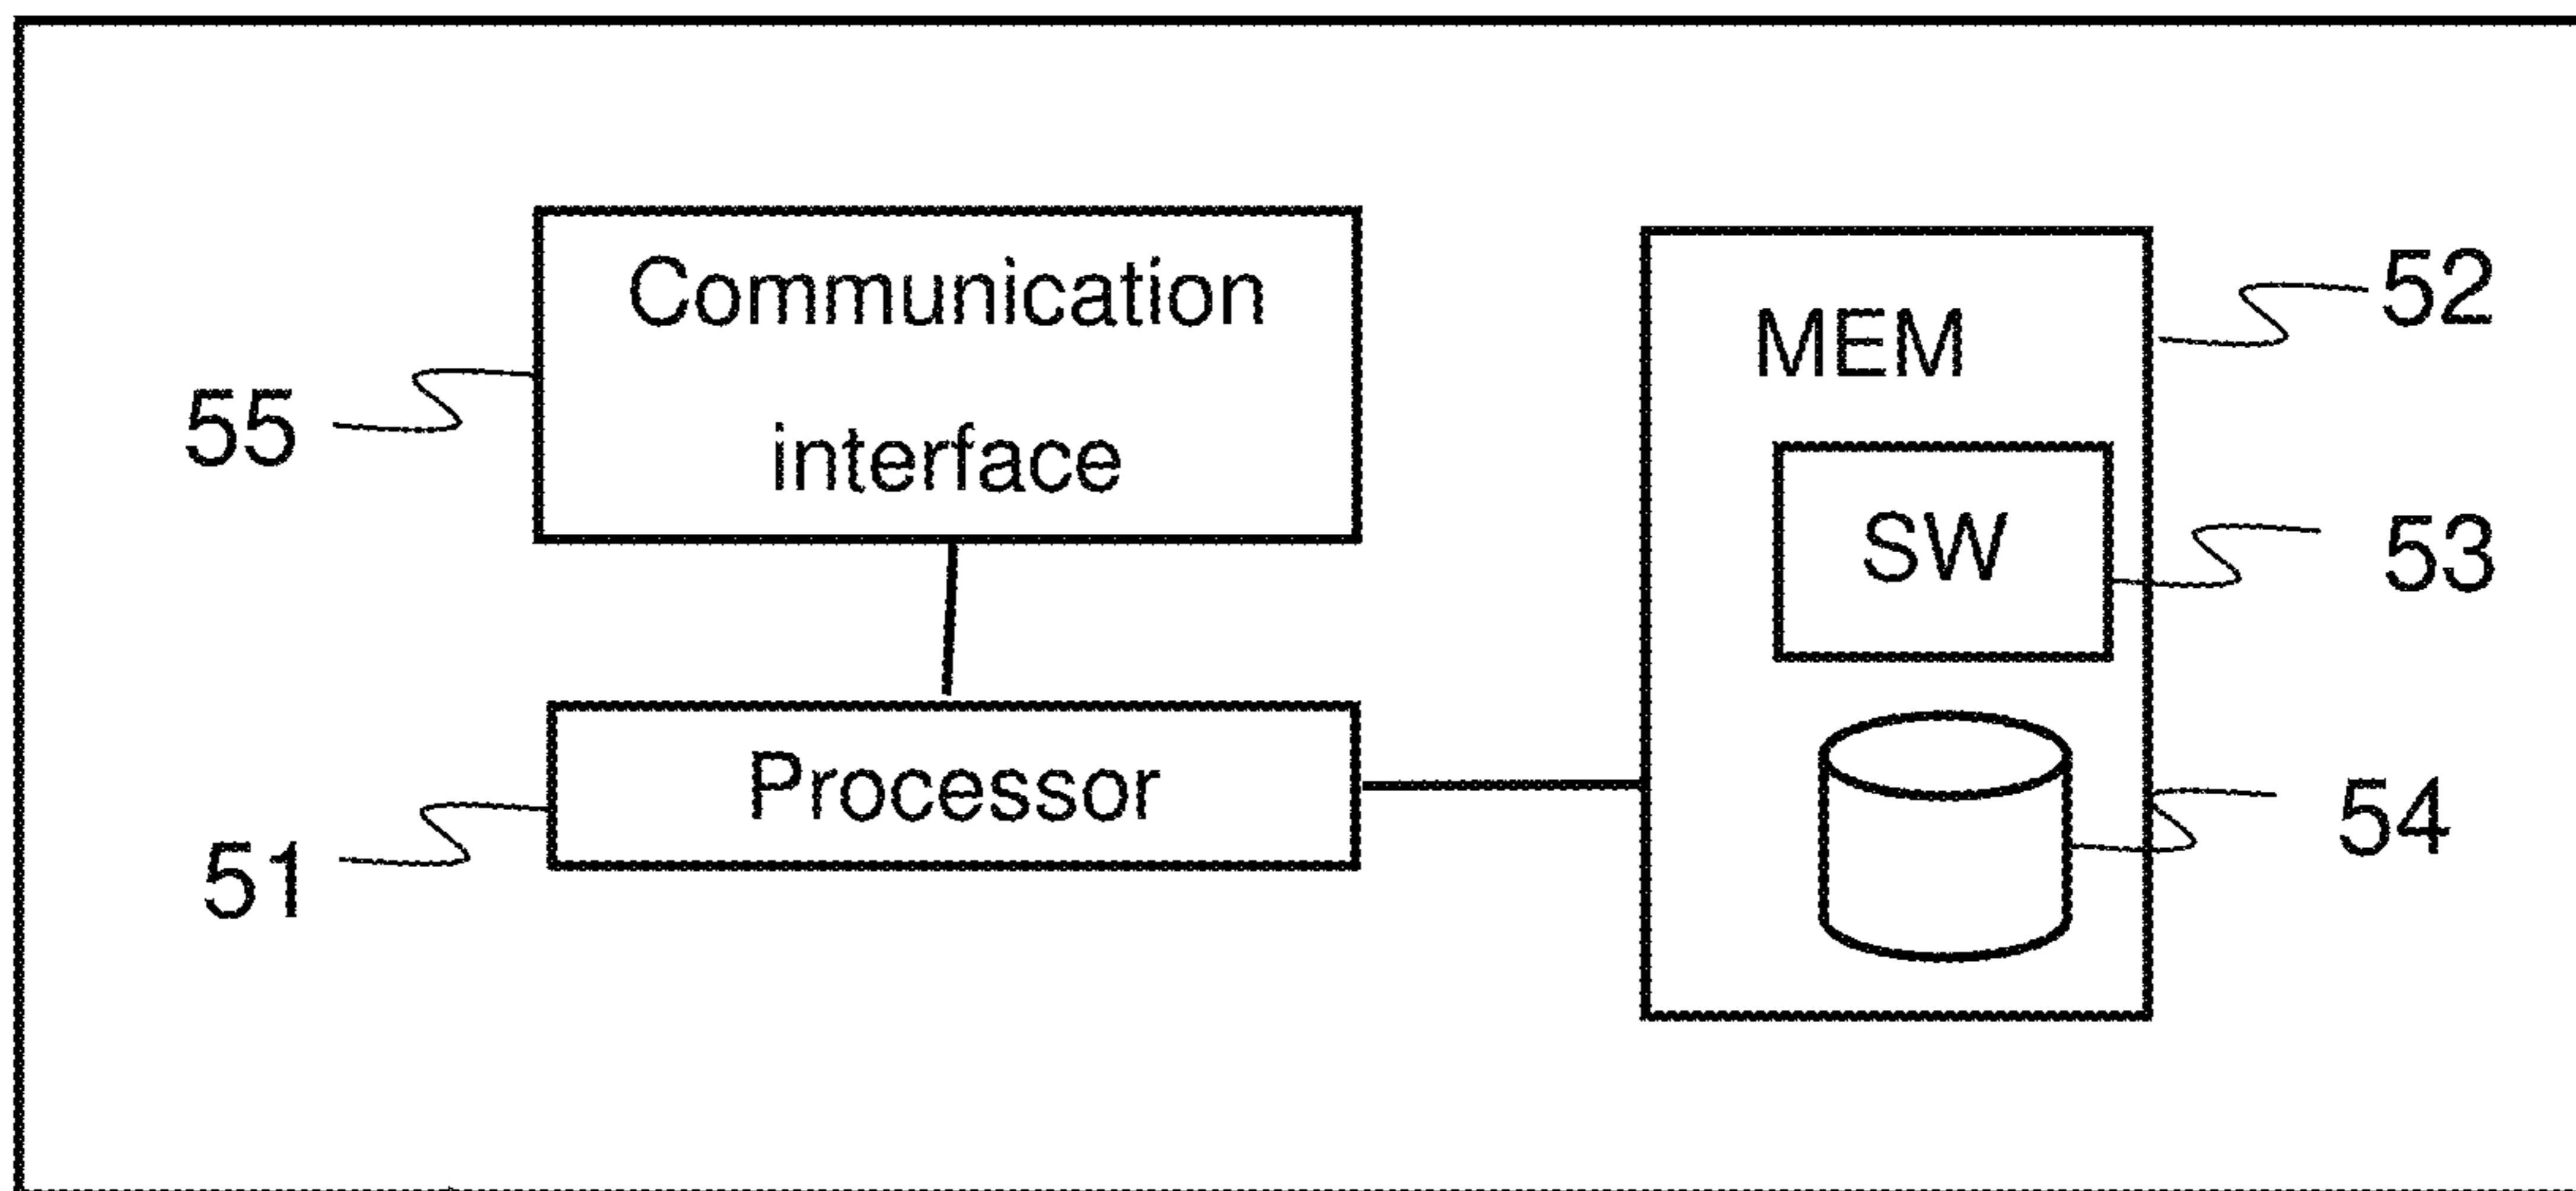 Communication
interface
55
Processor
51
MEM
52
SW
53
54